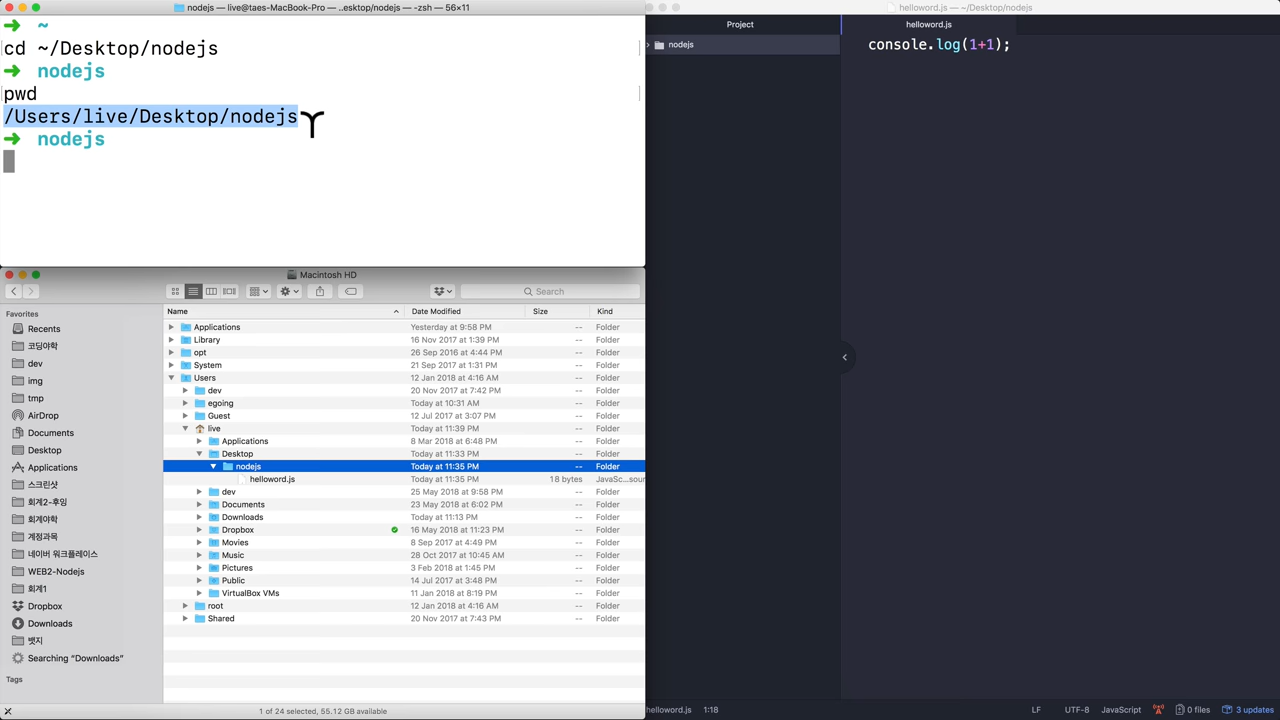 nodejs — live@taes-MacBook-Pro — ..esktop/nodejs — -zsh — 56×11
➜ ~
cd ~/Desktop/nodejs
➜ nodejs
pwd
/Users/live/Desktop/nodejs
➜ nodejs
Macintosh HD
Search
Favorites
Recents
코딩야학
dev
img
tmp
AirDrop
Documents
Desktop
Applications
스크린샷
회계2-후잉
회계야학
계정과목
네이버 워크플레이스
WEB2-Nodejs
회계1
Dropbox
Downloads
뱃지
Searching “Downloads”
Tags
Name Date Modified Size Kind
Applications Yesterday at 9:58 PM -- Folder
Library 16 Nov 2017 at 1:39 PM -- Folder
opt 26 Sep 2016 at 4:44 PM -- Folder
System 21 Sep 2017 at 1:31 PM -- Folder
Users 12 Jan 2018 at 4:16 AM -- Folder
dev 20 Nov 2017 at 7:42 PM -- Folder
egoing Today at 10:31 AM -- Folder
Guest 12 Jul 2017 at 3:07 PM -- Folder
live Today at 11:39 PM -- Folder
Applications 8 Mar 2018 at 6:48 PM -- Folder
Desktop Today at 11:33 PM -- Folder
nodejs Today at 11:35 PM -- Folder
helloword.js Today at 11:35 PM 18 bytes JavaSc...sour
dev 25 May 2018 at 9:58 PM -- Folder
Documents 23 May 2018 at 6:02 PM -- Folder
Downloads Today at 11:13 PM -- Folder
Dropbox 16 May 2018 at 11:23 PM -- Folder
Movies 8 Sep 2017 at 4:49 PM -- Folder
Music 28 Oct 2017 at 10:45 AM -- Folder
Pictures 3 Feb 2018 at 1:45 PM -- Folder
Public 14 Jul 2017 at 3:48 PM -- Folder
VirtualBox VMs 11 Jan 2018 at 8:19 PM -- Folder
root 12 Jan 2018 at 4:16 AM -- Folder
Shared 20 Nov 2017 at 7:43 PM -- Folder
1 of 24 selected, 55.12 GB available
helloword.js — ~/Desktop/nodejs
Project
helloword.js
nodejs
console.log(1+1);
helloword.js 1:18
LF UTF-8 JavaScript 0 files 3 updates